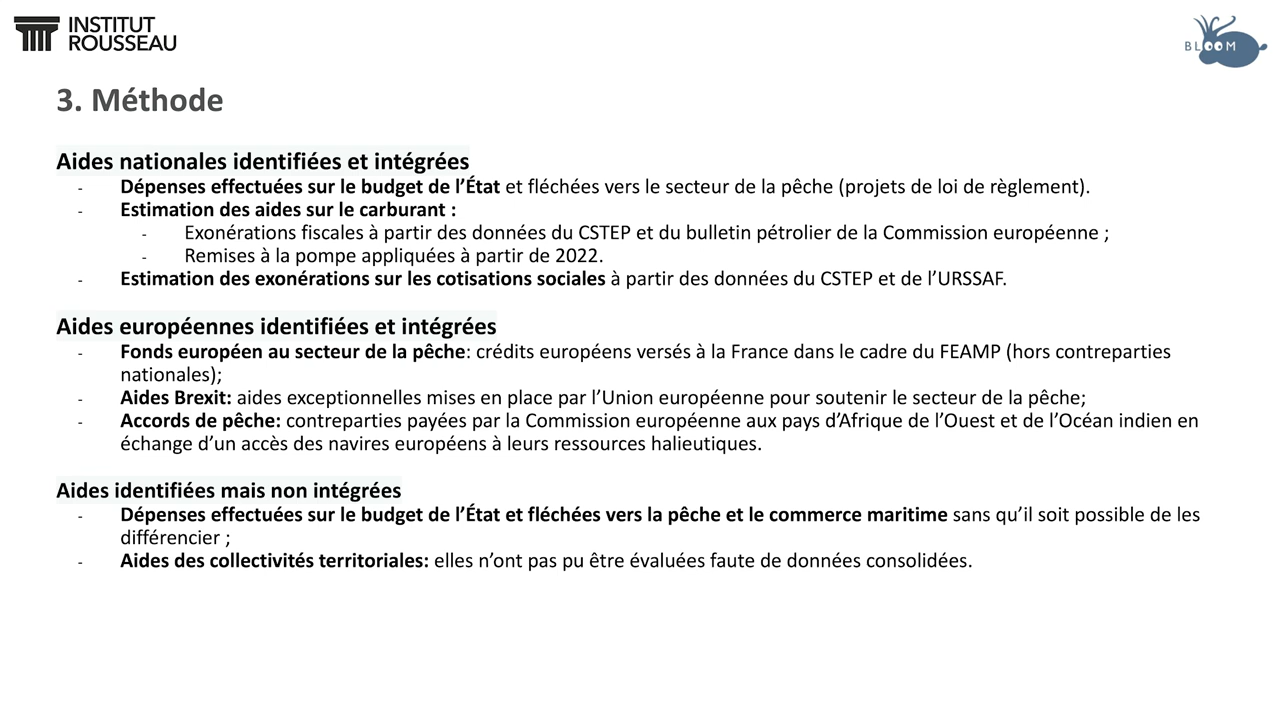 INSTITUT
ROUSSEAU
BLOOM
3. Méthode
Aides nationales identifiées et intégrées
- Dépenses effectuées sur le budget de l’État et fléchées vers le secteur de la pêche (projets de loi de règlement).
- Estimation des aides sur le carburant :
- Exonérations fiscales à partir des données du CSTEP et du bulletin pétrolier de la Commission européenne ;
- Remises à la pompe appliquées à partir de 2022.
- Estimation des exonérations sur les cotisations sociales à partir des données du CSTEP et de l’URSSAF.
Aides européennes identifiées et intégrées
- Fonds européen au secteur de la pêche: crédits européens versés à la France dans le cadre du FEAMP (hors contreparties
nationales);
- Aides Brexit: aides exceptionnelles mises en place par l’Union européenne pour soutenir le secteur de la pêche;
- Accords de pêche: contreparties payées par la Commission européenne aux pays d’Afrique de l’Ouest et de l’Océan indien en
échange d’un accès des navires européens à leurs ressources halieutiques.
Aides identifiées mais non intégrées
- Dépenses effectuées sur le budget de l’État et fléchées vers la pêche et le commerce maritime sans qu’il soit possible de les
différencier ;
- Aides des collectivités territoriales: elles n’ont pas pu être évaluées faute de données consolidées.